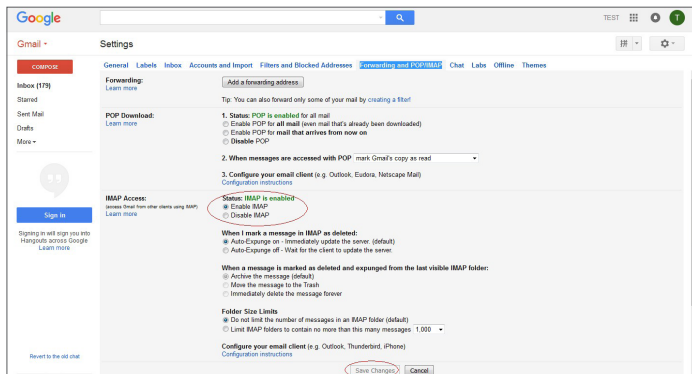 Google
TEST
T
Gmail
Settings
COMPOSE
General Labels Inbox Accounts and Import Filters and Blocked Addresses Forwarding and POP/IMAP Chat Labs Offline Themes
Inbox (179)
Starred
Sent Mail
Drafts
More
Sign in
Signing in will sign you into
Hangouts across Google
Learn more
Revert to the old chat
Forwarding:
Learn more
Add a forwarding address
Tip: You can also forward only some of your mail by creating a filter!
POP Download:
Learn more
1. Status: POP is enabled for all mail
Enable POP for all mail (even mail that's already been downloaded)
Enable POP for mail that arrives from now on
Disable POP
2. When messages are accessed with POP mark Gmail's copy as read
3. Configure your email client (e.g. Outlook, Eudora, Netscape Mail)
Configuration instructions
IMAP Access:
(access Gmail from other clients using IMAP)
Learn more
Status: IMAP is enabled
Enable IMAP
Disable IMAP
When I mark a message in IMAP as deleted:
Auto-Expunge on - Immediately update the server. (default)
Auto-Expunge off - Wait for the client to update the server.
When a message is marked as deleted and expunged from the last visible IMAP folder:
Archive the message (default)
Move the message to the Trash
Immediately delete the message forever
Folder Size Limits
Do not limit the number of messages in an IMAP folder (default)
Limit IMAP folders to contain no more than this many messages 1,000
Configure your email client (e.g. Outlook, Thunderbird, iPhone)
Configuration instructions
Save Changes Cancel